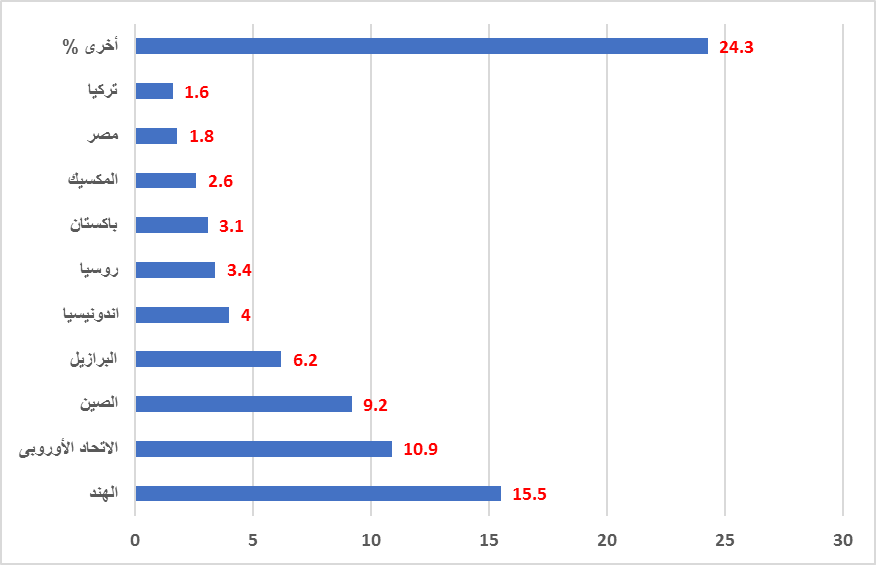 أخرى % 24.3
تركيا 1.6
مصر 1.8
المكسيك 2.6
باكستان 3.1
روسيا 3.4
اندونيسيا 4
البرازيل 6.2
الصين 9.2
الاتحاد الأوروبى 10.9
الهند 15.5
0 5 10 15 20 25 30